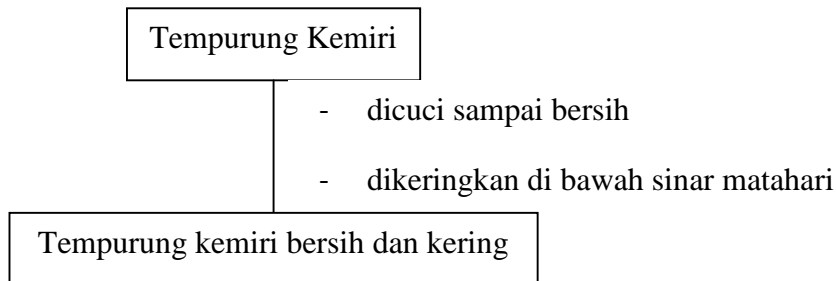 Tempurung Kemiri
- dicuci sampai bersih
- dikeringkan di bawah sinar matahari
Tempurung kemiri bersih dan kering